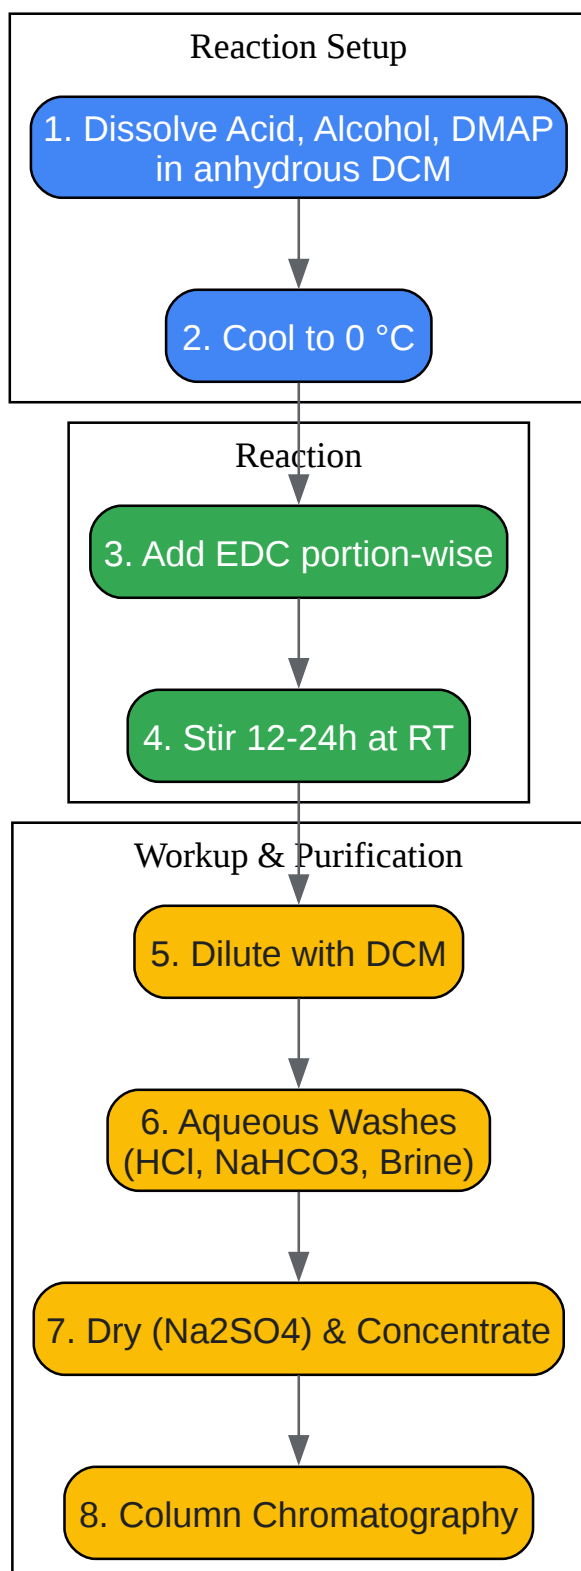 Reaction Setup
1. Dissolve Acid, Alcohol, DMAP
in anhydrous DCM
2. Cool to 0 °C
Reaction
3. Add EDC portion-wise
4. Stir 12-24h at RT
Workup & Purification
5. Dilute with DCM
6. Aqueous Washes
(HCl, NaHCO3, Brine)
7. Dry (Na2SO4) & Concentrate
8. Column Chromatography